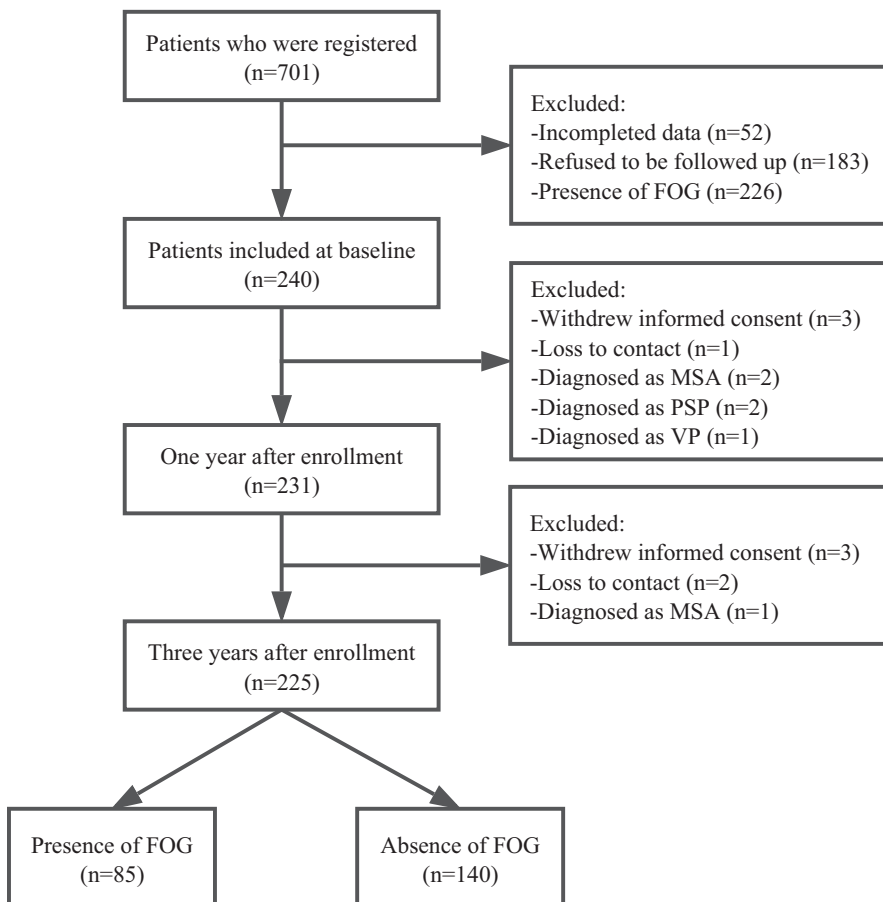 Patients who were registered
(n=701)
Excluded:
-Incompleted data (n=52)
-Refused to be followed up (n=183)
-Presence of FOG (n=226)
Patients included at baseline
(n=240)
Excluded:
-Withdrew informed consent (n=3)
-Loss to contact (n=1)
-Diagnosed as MSA (n=2)
-Diagnosed as PSP (n=2)
-Diagnosed as VP (n=1)
One year after enrollment
(n=231)
Excluded:
-Withdrew informed consent (n=3)
-Loss to contact (n=2)
-Diagnosed as MSA (n=1)
Three years after enrollment
(n=225)
Presence of FOG
(n=85)
Absence of FOG
(n=140)